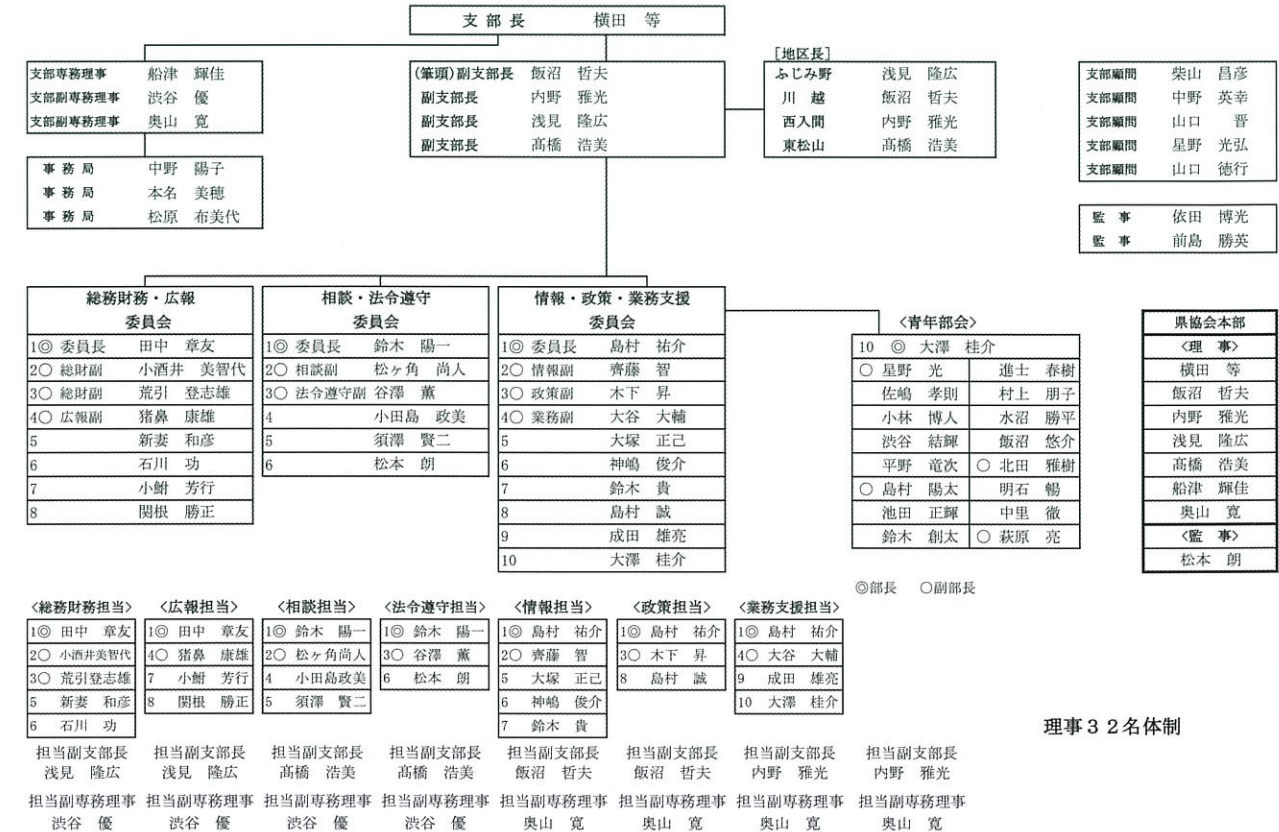 支部長 横田 等
支部専務理事 船津 輝佳
支部副専務理事 渋谷 優
支部副専務理事 奥山 寛
事務局 中野 陽子
事務局 本名 美穂
事務局 松原 布美代
(筆頭)副支部長 飯沼 哲夫
副支部長 内野 雅光
副支部長 浅見 隆広
副支部長 髙橋 浩美
[地区長]
ふじみ野 浅見 隆広
川越 飯沼 哲夫
西入間 内野 雅光
東松山 髙橋 浩美
支部顧問 柴山 昌彦
支部顧問 中野 英幸
支部顧問 山口 晋
支部顧問 星野 光弘
支部顧問 山口 徳行
監事 依田 博光
監事 前島 勝英
総務財務・広報
委員会
1◎ 委員長 田中 章友
2○ 総財副 小酒井 美智代
3○ 総財副 荒引 登志雄
4○ 広報副 猪鼻 康雄
5 新妻 和彦
6 石川 功
7 小鮒 芳行
8 関根 勝正
相談・法令遵守
委員会
1◎ 委員長 鈴木 陽一
2○ 相談副 松ヶ角 尚人
3○ 法令遵守副 谷澤 薫
4 小田島 政美
5 須澤 賢二
6 松本 朗
情報・政策・業務支援
委員会
1◎ 委員長 島村 祐介
2○ 情報副 齊藤 智
3○ 政策副 木下 昇
4○ 業務副 大谷 大輔
5 大塚 正己
6 神嶋 俊介
7 鈴木 貴
8 島村 誠
9 成田 雄亮
10 大澤 桂介
<青年部会>
10 ◎ 大澤 桂介
○ 星野 光 進士 春樹
佐嶋 孝則 村上 朋子
小林 博人 水沼 勝平
渋谷 結輝 飯沼 悠介
平野 竜次 ○ 北田 雅樹
○ 島村 陽太 明石 暢
池田 正輝 中里 徹
鈴木 創太 ○ 萩原 亮
◎部長 ○副部長
県協会本部
<理事>
横田 等
飯沼 哲夫
内野 雅光
浅見 隆広
髙橋 浩美
船津 輝佳
奥山 寛
<監事>
松本 朗
<総務財務担当>
1◎ 田中 章友
2○ 小酒井美智代
3○ 荒引登志雄
5 新妻 和彦
6 石川 功
担当副支部長
浅見 隆広
担当副専務理事
渋谷 優
<広報担当>
1◎ 田中 章友
4○ 猪鼻 康雄
7 小鮒 芳行
8 関根 勝正
担当副支部長
浅見 隆広
担当副専務理事
渋谷 優
<相談担当>
1◎ 鈴木 陽一
2○ 松ヶ角尚人
4 小田島政美
5 須澤 賢二
担当副支部長
髙橋 浩美
担当副専務理事
渋谷 優
<法令遵守担当>
1◎ 鈴木 陽一
3○ 谷澤 薫
6 松本 朗
担当副支部長
髙橋 浩美
担当副専務理事
渋谷 優
<情報担当>
1◎ 島村 祐介
2○ 齊藤 智
5 大塚 正己
6 神嶋 俊介
7 鈴木 貴
担当副支部長
飯沼 哲夫
担当副専務理事
奥山 寛
<政策担当>
1◎ 島村 祐介
3○ 木下 昇
8 島村 誠
担当副支部長
飯沼 哲夫
担当副専務理事
奥山 寛
<業務支援担当>
1◎ 島村 祐介
4○ 大谷 大輔
9 成田 雄亮
10 大澤 桂介
担当副支部長
内野 雅光
担当副専務理事
奥山 寛
担当副支部長
内野 雅光
担当副専務理事
奥山 寛
理事32名体制